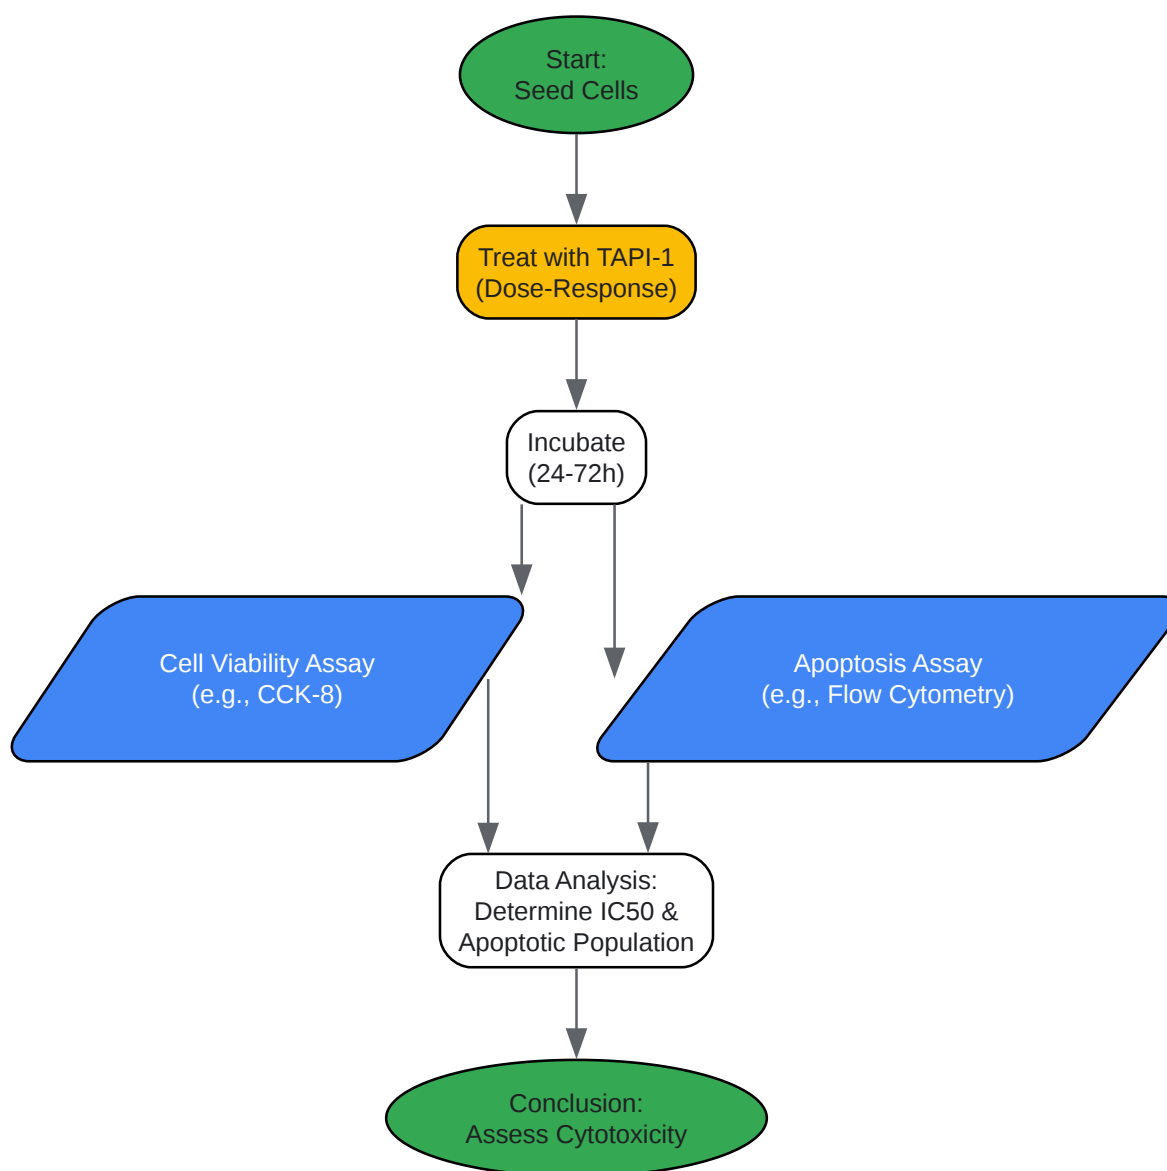 Start:
Seed Cells
Treat with TAPI-1
(Dose-Response)
Incubate
(24-72h)
Cell Viability Assay
(e.g., CCK-8)
Apoptosis Assay
(e.g., Flow Cytometry)
Data Analysis:
Determine IC50 &
Apoptotic Population
Conclusion:
Assess Cytotoxicity